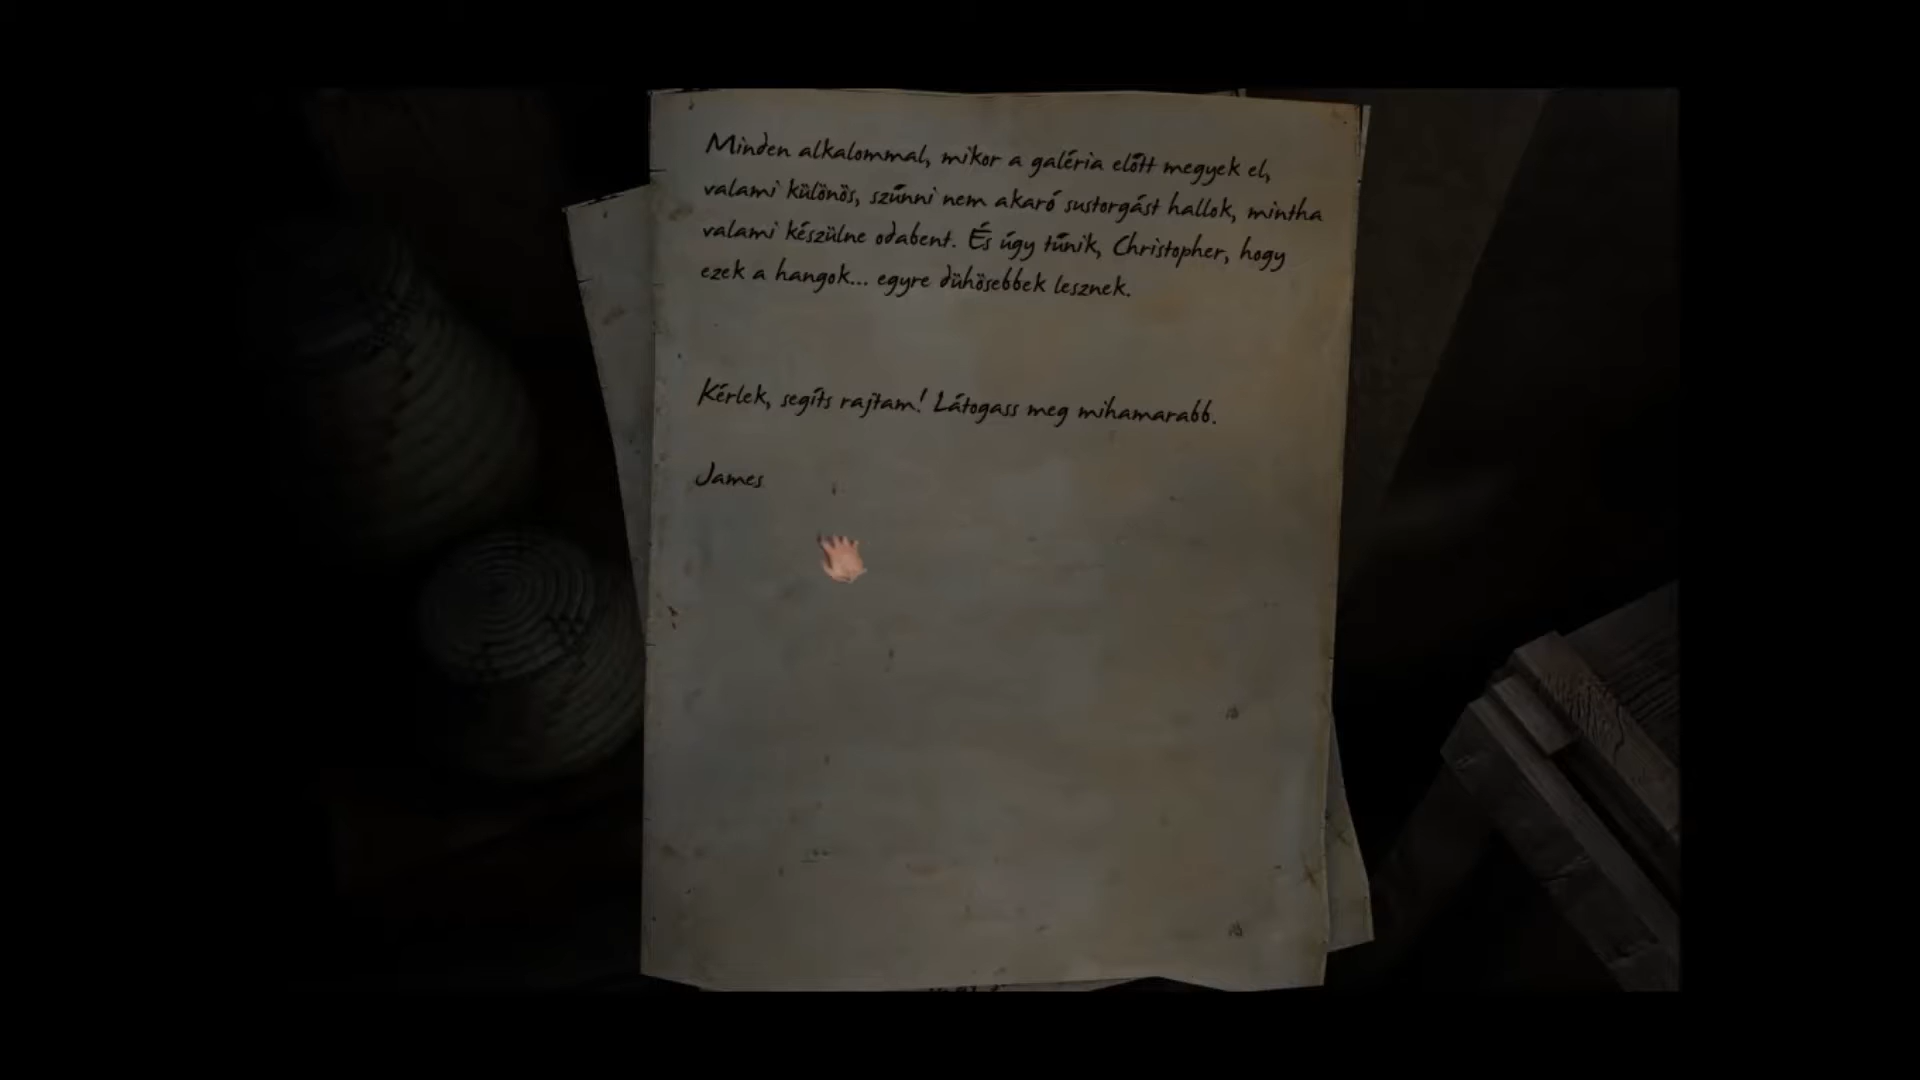 Minden alkalommal, mikor a galéria előtt megyek el,
valami különös, szűnni nem akaró sustorgást hallok, mintha
valami készülne odabent. És úgy tűnik, Christopher, hogy
ezek a hangok... egyre dühösebbek lesznek.
Kérlek, segíts rajtam! Látogass meg mihamarabb.
James